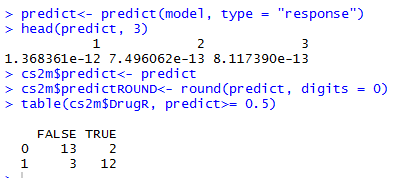 > predict<- predict(model, type = "response")
> head(predict, 3)
1 2 3
1.368361e-12 7.496062e-13 8.117390e-13
> cs2m$predict<- predict
> cs2m$predictROUND<- round(predict, digits = 0)
> table(cs2m$DrugR, predict>= 0.5)
FALSE TRUE
0 13 2
1 3 12
>